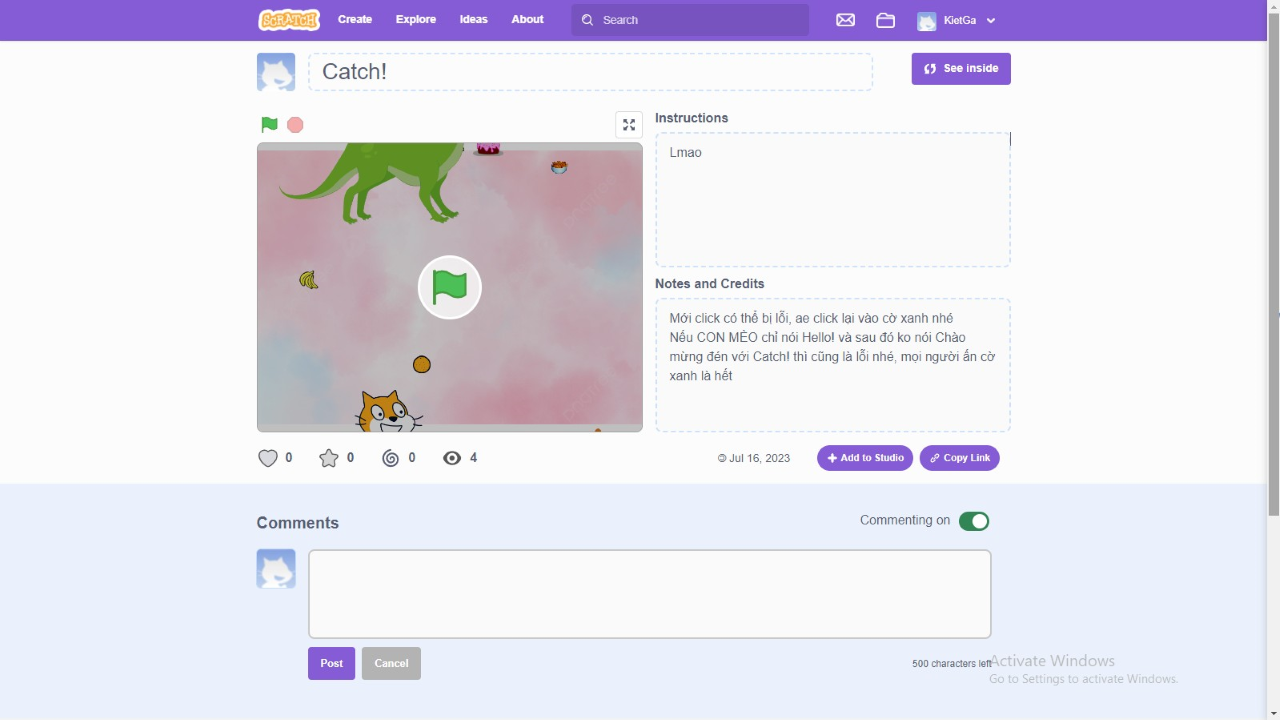 SCRATCH Create Explore Ideas About Search KietGa
Catch!
See inside
Instructions
Lmao
Notes and Credits
Mới click có thể bị lỗi, ae click lại vào cờ xanh nhé
Nếu CON MÈO chỉ nói Hello! và sau đó ko nói Chào
mừng đén với Catch! thì cũng là lỗi nhé, mọi người ấn cờ
xanh là hết
0 0 0 4
© Jul 16, 2023 Add to Studio Copy Link
Comments
Commenting on
Post Cancel
500 characters left
Activate Windows
Go to Settings to activate Windows.